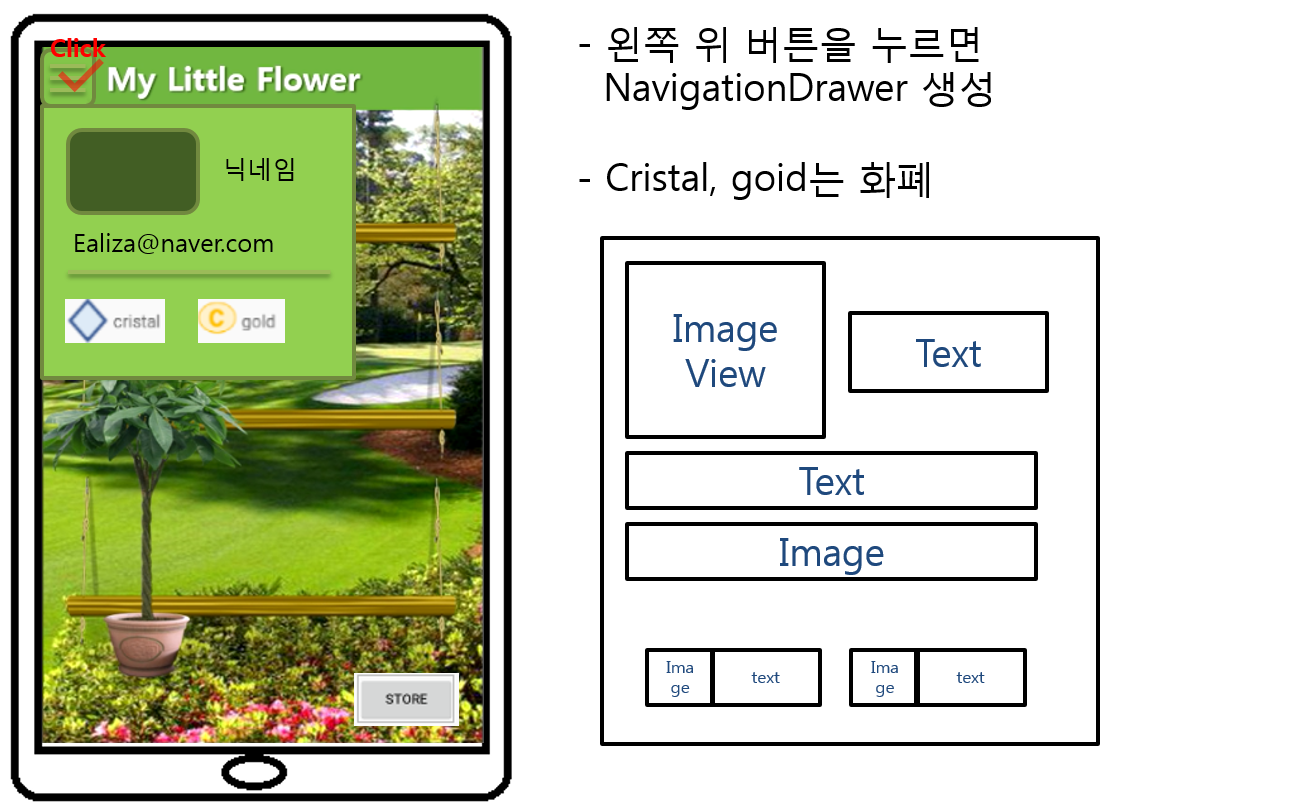 Click
My Little Flower
닉네임
Ealiza@naver.com
cristal
C
gold
STORE
- 왼쪽 위 버튼을 누르면
NavigationDrawer 생성
- Cristal, goid는 화폐
Image
View
Text
Text
Image
Ima
ge
text
Ima
ge
text